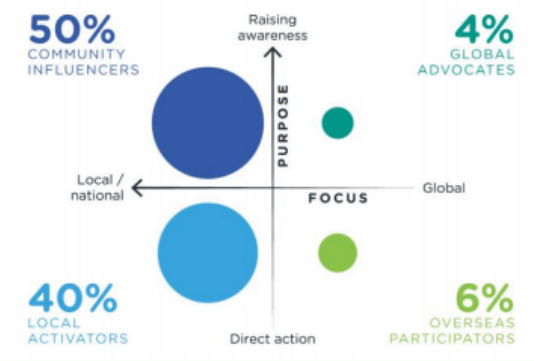 50%
COMMUNITY
INFLUENCERS
Raising
awareness
4%
GLOBAL
ADVOCATES
PURPOSE
Local /
national
FOCUS
Global
40%
LOCAL
ACTIVATORS
Direct action
6%
OVERSEAS
PARTICIPATORS